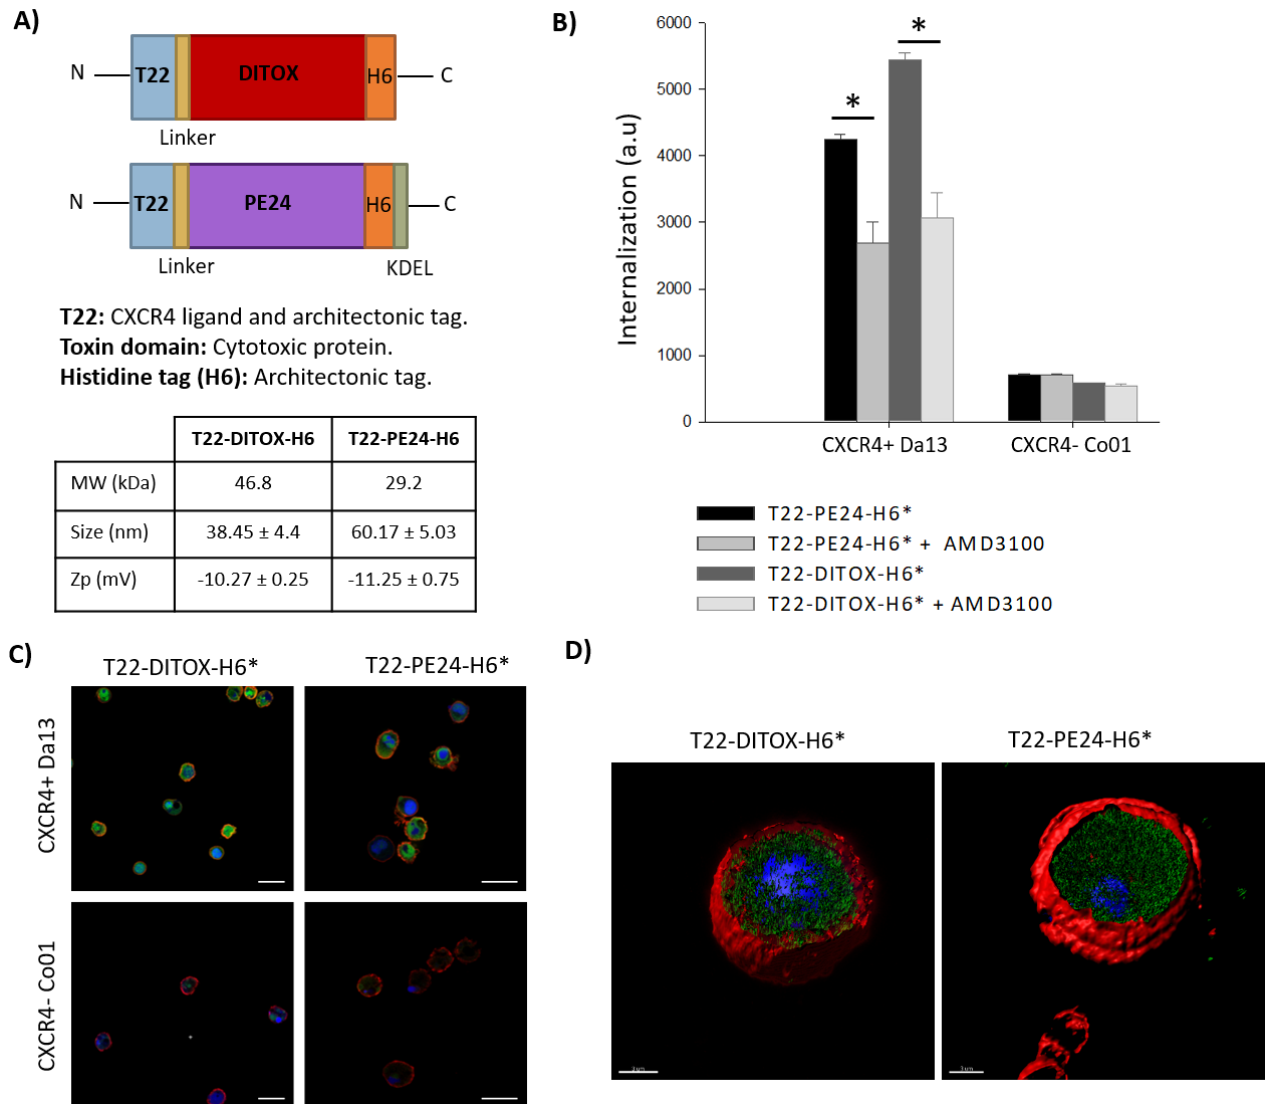 A)
N
T22
DITOX
H6
C
Linker
N
T22
PE24
H6
C
Linker
KDEL
T22: CXCR4 ligand and architectonic tag.
Toxin domain: Cytotoxic protein.
Histidine tag (H6): Architectonic tag.
T22-DITOX-H6 T22-PE24-H6
MW (kDa) 46.8 29.2
Size (nm) 38.45 ± 4.4 60.17 ± 5.03
Zp (mV) -10.27 ± 0.25 -11.25 ± 0.75
B)
Internalization (a.u)
6000
5000
4000
3000
2000
1000
0
*
*
CXCR4+ Da13
CXCR4- Co01
T22-PE24-H6*
T22-PE24-H6* + AMD3100
T22-DITOX-H6*
T22-DITOX-H6* + AMD3100
C)
T22-DITOX-H6*
T22-PE24-H6*
CXCR4+ Da13
CXCR4- Co01
D)
T22-DITOX-H6*
T22-PE24-H6*